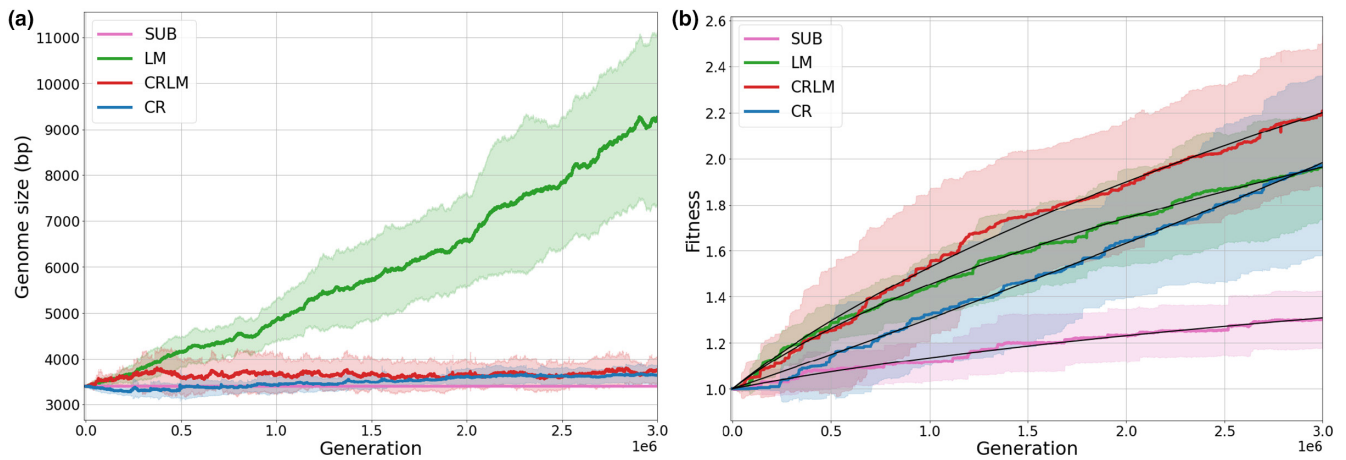 (a)
SUB
LM
CRLM
CR
Genome size (bp)
11000
10000
9000
8000
7000
6000
5000
4000
3000
0.0 0.5 1.0 1.5 2.0 2.5 3.0
1e6
Generation
(b)
SUB
LM
CRLM
CR
Fitness
2.6
2.4
2.2
2.0
1.8
1.6
1.4
1.2
1.0
0.0 0.5 1.0 1.5 2.0 2.5 3.0
1e6
Generation